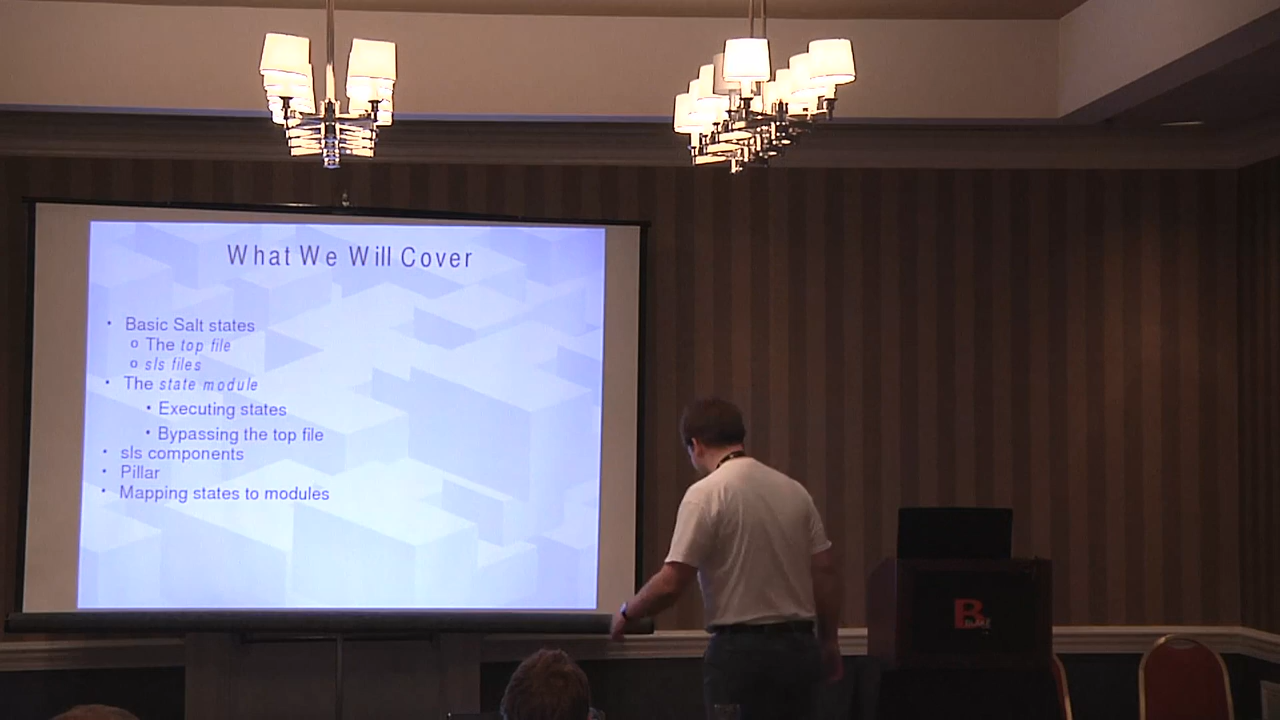 What We Will Cover
• Basic Salt states
o The top file
o sls files
• The state module
• Executing states
• Bypassing the top file
• sls components
• Pillar
• Mapping states to modules
B